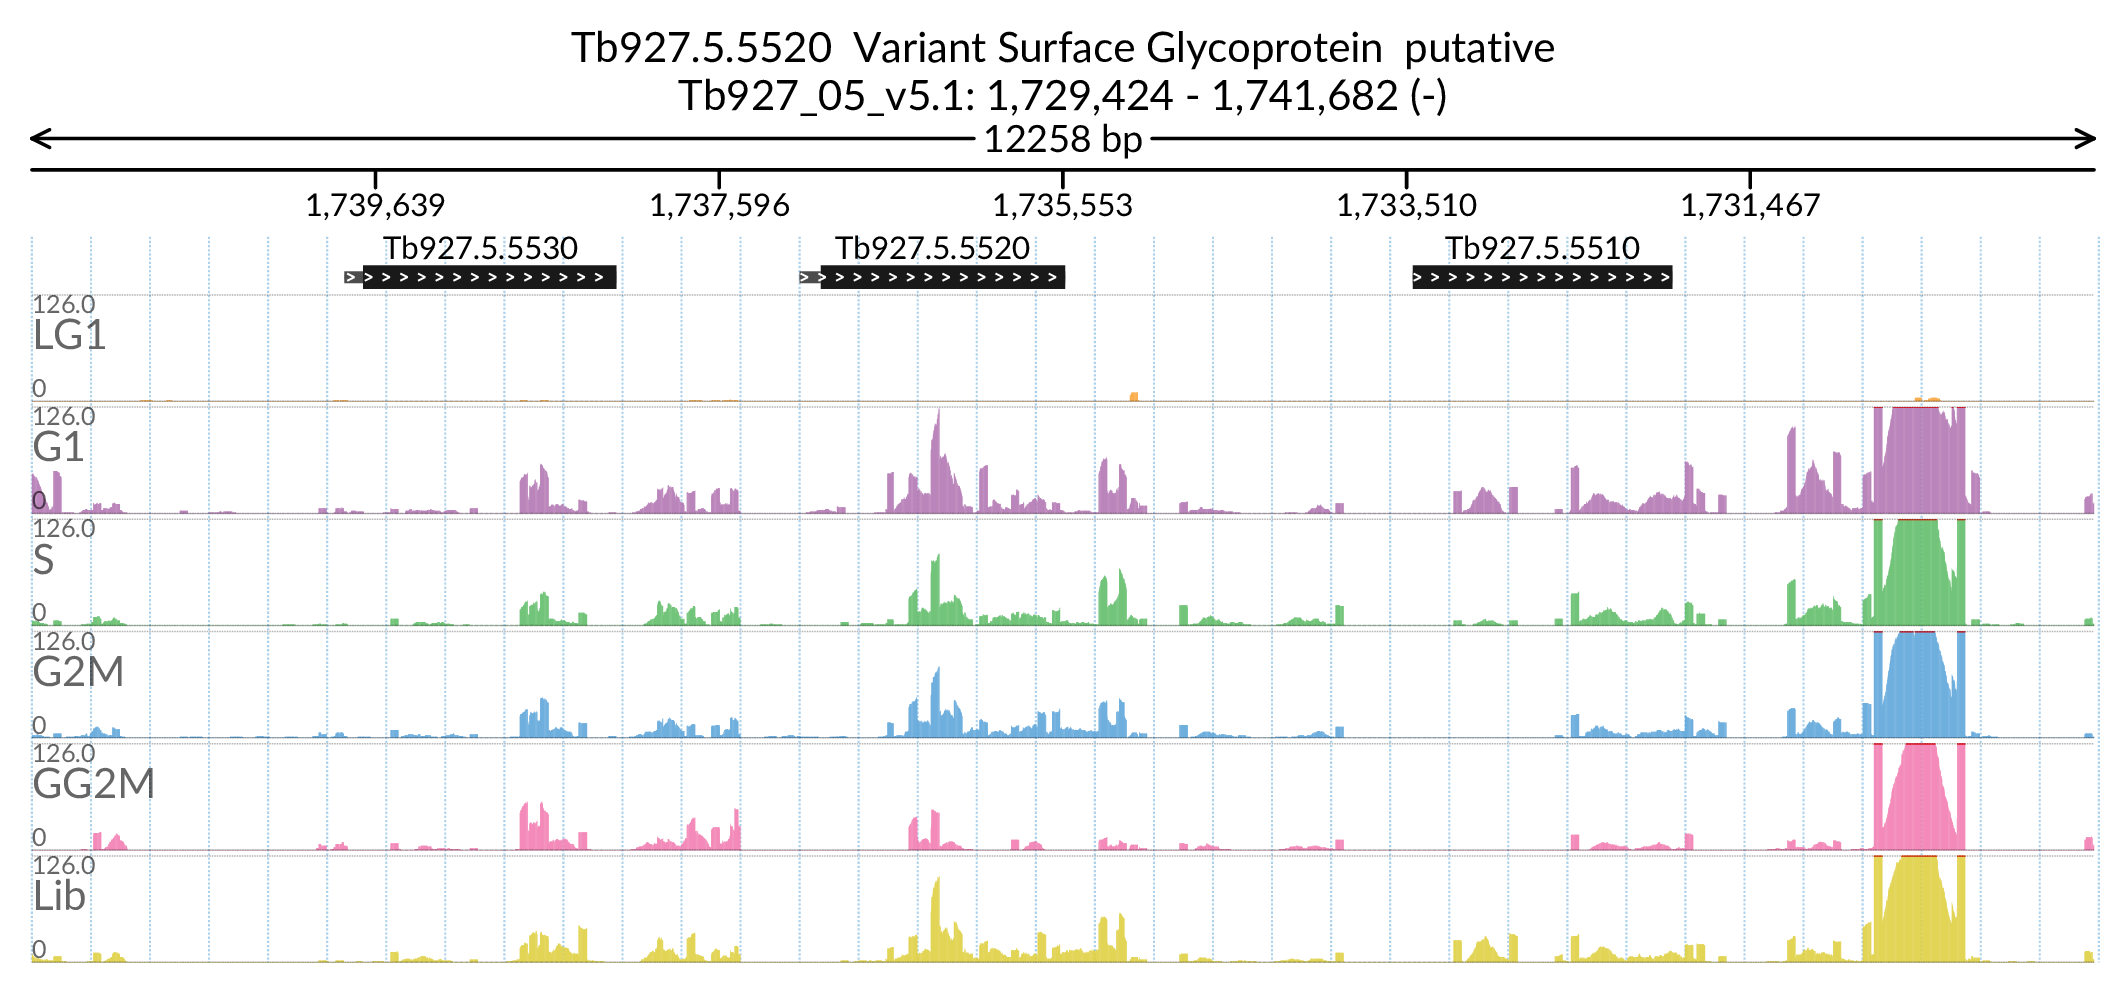 Tb927.5.5520 Variant Surface Glycoprotein putative
Tb927_05_v5.1: 1,729,424 - 1,741,682 (-)
12258 bp
1,739,639 1,737,596 1,735,553 1,733,510 1,731,467
Tb927.5.5530 Tb927.5.5520 Tb927.5.5510
126.0
LG1
0
126.0
G1
0
126.0
S
0
126.0
G2M
0
126.0
GG2M
0
126.0
Lib
0